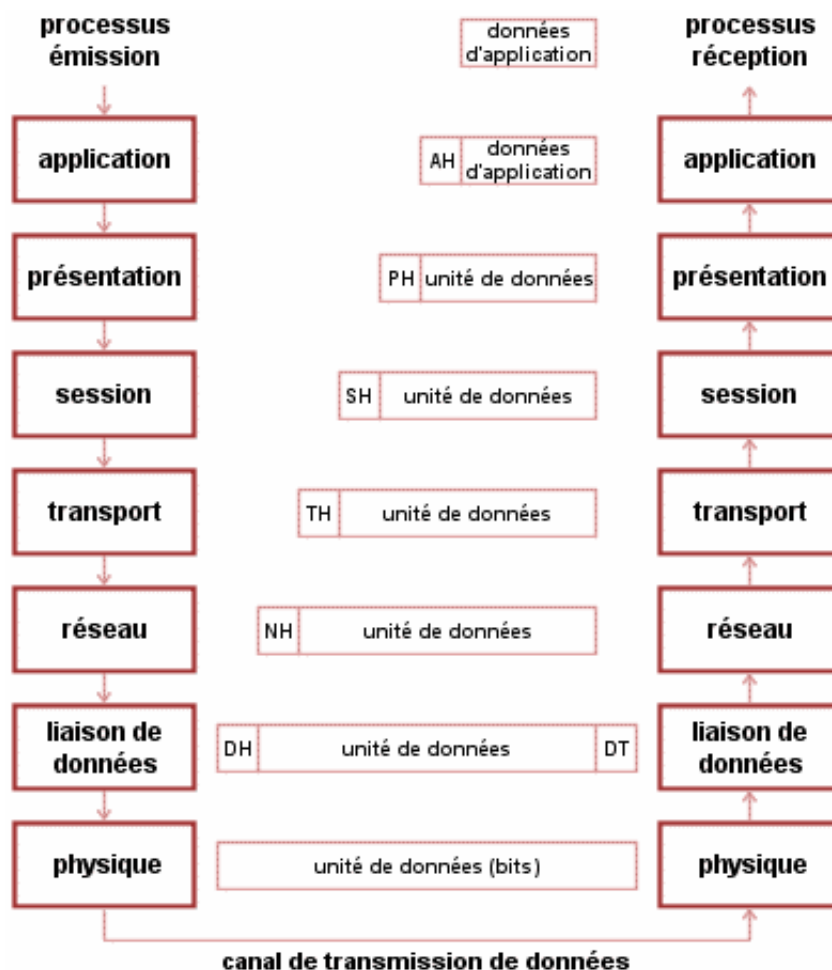 processus
émission
données
d'application
processus
réception
application
AH
données
d'application
application
présentation
PH
unité de données
présentation
session
SH
unité de données
session
transport
TH
unité de données
transport
réseau
NH
unité de données
réseau
liaison de
données
DH
unité de données
DT
liaison de
données
physique
unité de données (bits)
physique
canal de transmission de données